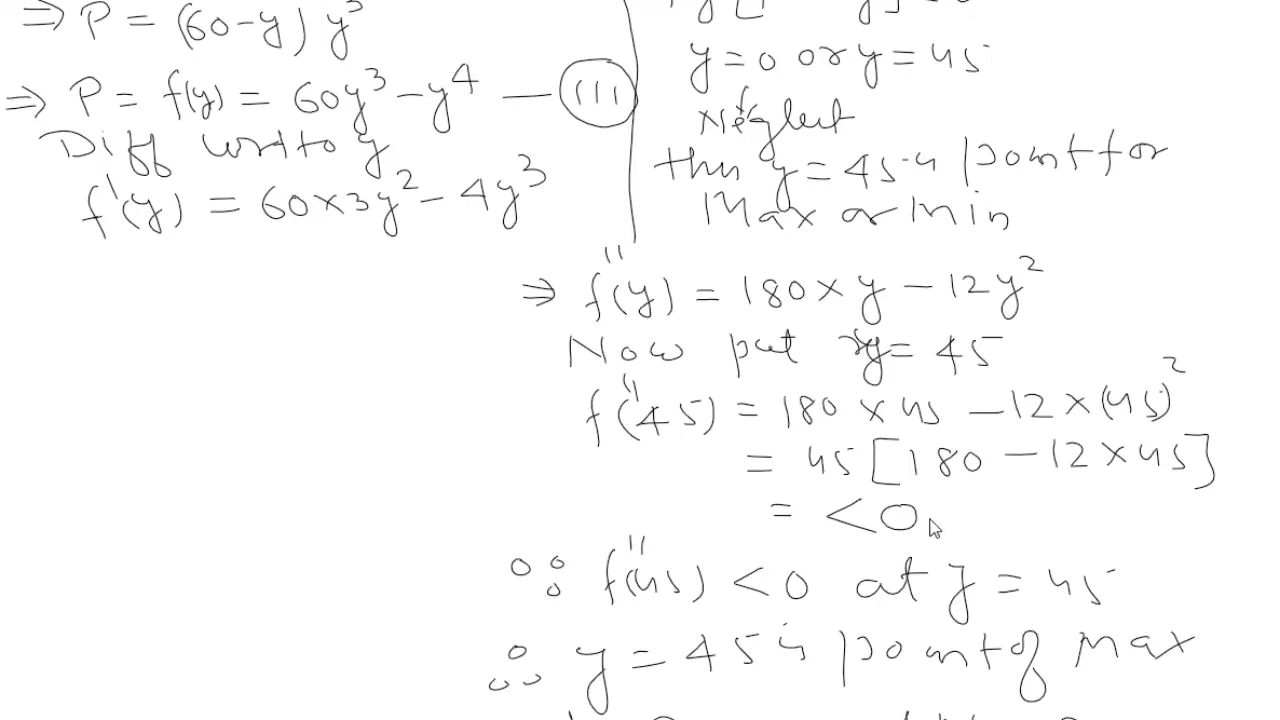 ⇒ P = (60-y) y³
⇒ P = f(y) = 60y³ - y⁴ — (III)
Diff w r to y
f'(y) = 60×3y² - 4y³
y = 0 or y = 45
Neglect
y = 45 is point for
Max or Min
⇒ f''(y) = 180 × y - 12y²
Now put y = 45
f''(45) = 180 × 45 - 12 × (45)²
= 45 [180 - 12 × 45]
= < 0
∵ f''(45) < 0 at y = 45
∴ y = 45 is point of Max